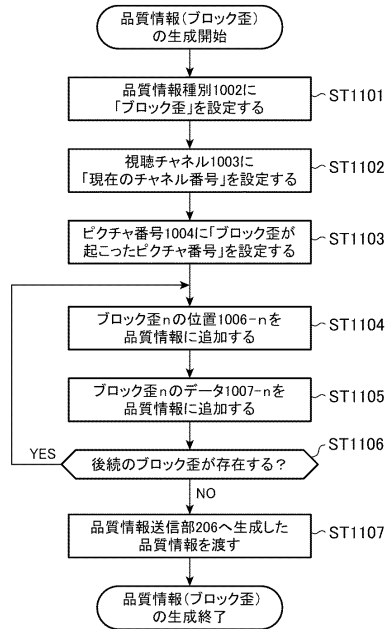 品質情報(ブロック歪)
の生成開始
品質情報種別1002に
「ブロック歪」を設定する
ST1101
視聴チャネル1003に
「現在のチャネル番号」を設定する
ST1102
ピクチャ番号1004に「ブロック歪が
起こったピクチャ番号」を設定する
ST1103
ブロック歪nの位置1006-nを
品質情報に追加する
ST1104
ブロック歪nのデータ1007-nを
品質情報に追加する
ST1105
ST1106
YES
後続のブロック歪が存在する?
NO
品質情報送信部206へ生成した
品質情報を渡す
ST1107
品質情報(ブロック歪)
の生成終了